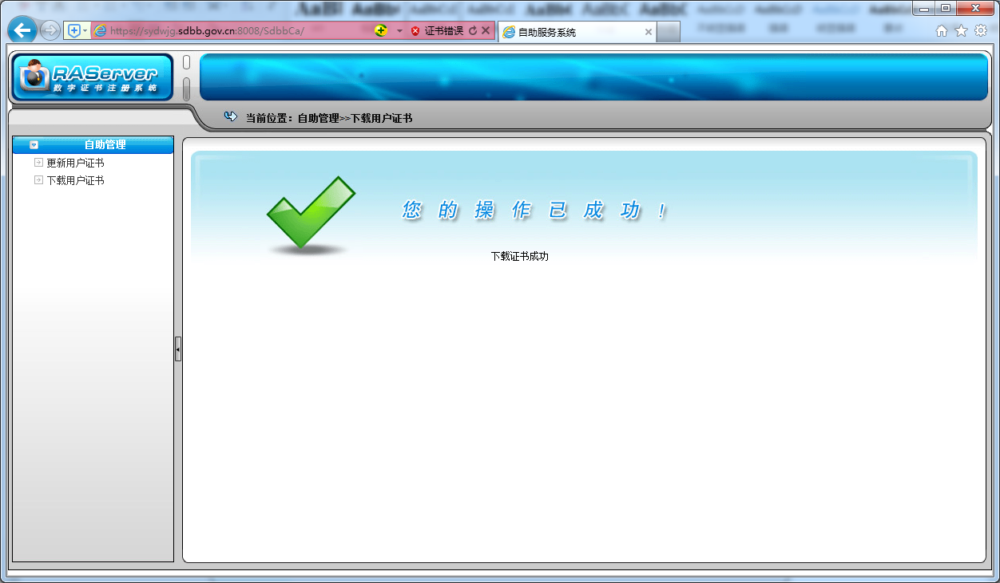 https://sydwjg.sdbb.gov.cn:8008/SdbbCa/
证书错误
自助服务系统
RAServer
数字证书注册系统
当前位置：自助管理>>下载用户证书
自助管理
更新用户证书
下载用户证书
您的操作已成功！
下载证书成功